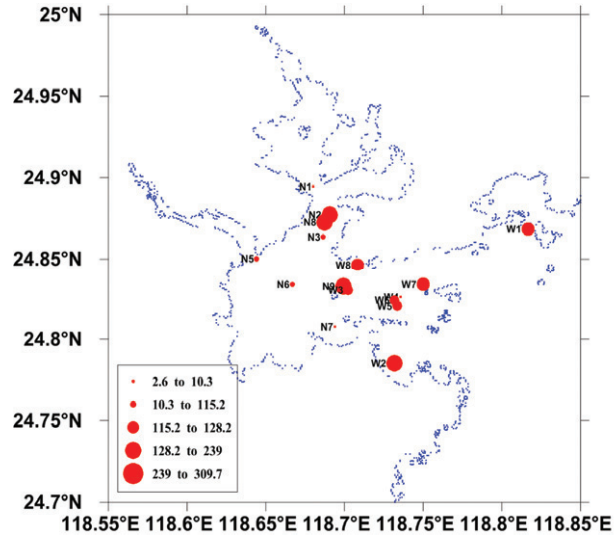 25°N
24.95°N
24.9°N
24.85°N
24.8°N
24.75°N
24.7°N
N1
N2
N8
N3
W1
N5
W8
N6
N9
W3
W7
W5
N7
W2
2.6 to 10.3
10.3 to 115.2
115.2 to 128.2
128.2 to 239
239 to 309.7
118.55°E 118.6°E 118.65°E 118.7°E 118.75°E 118.8°E 118.85°E